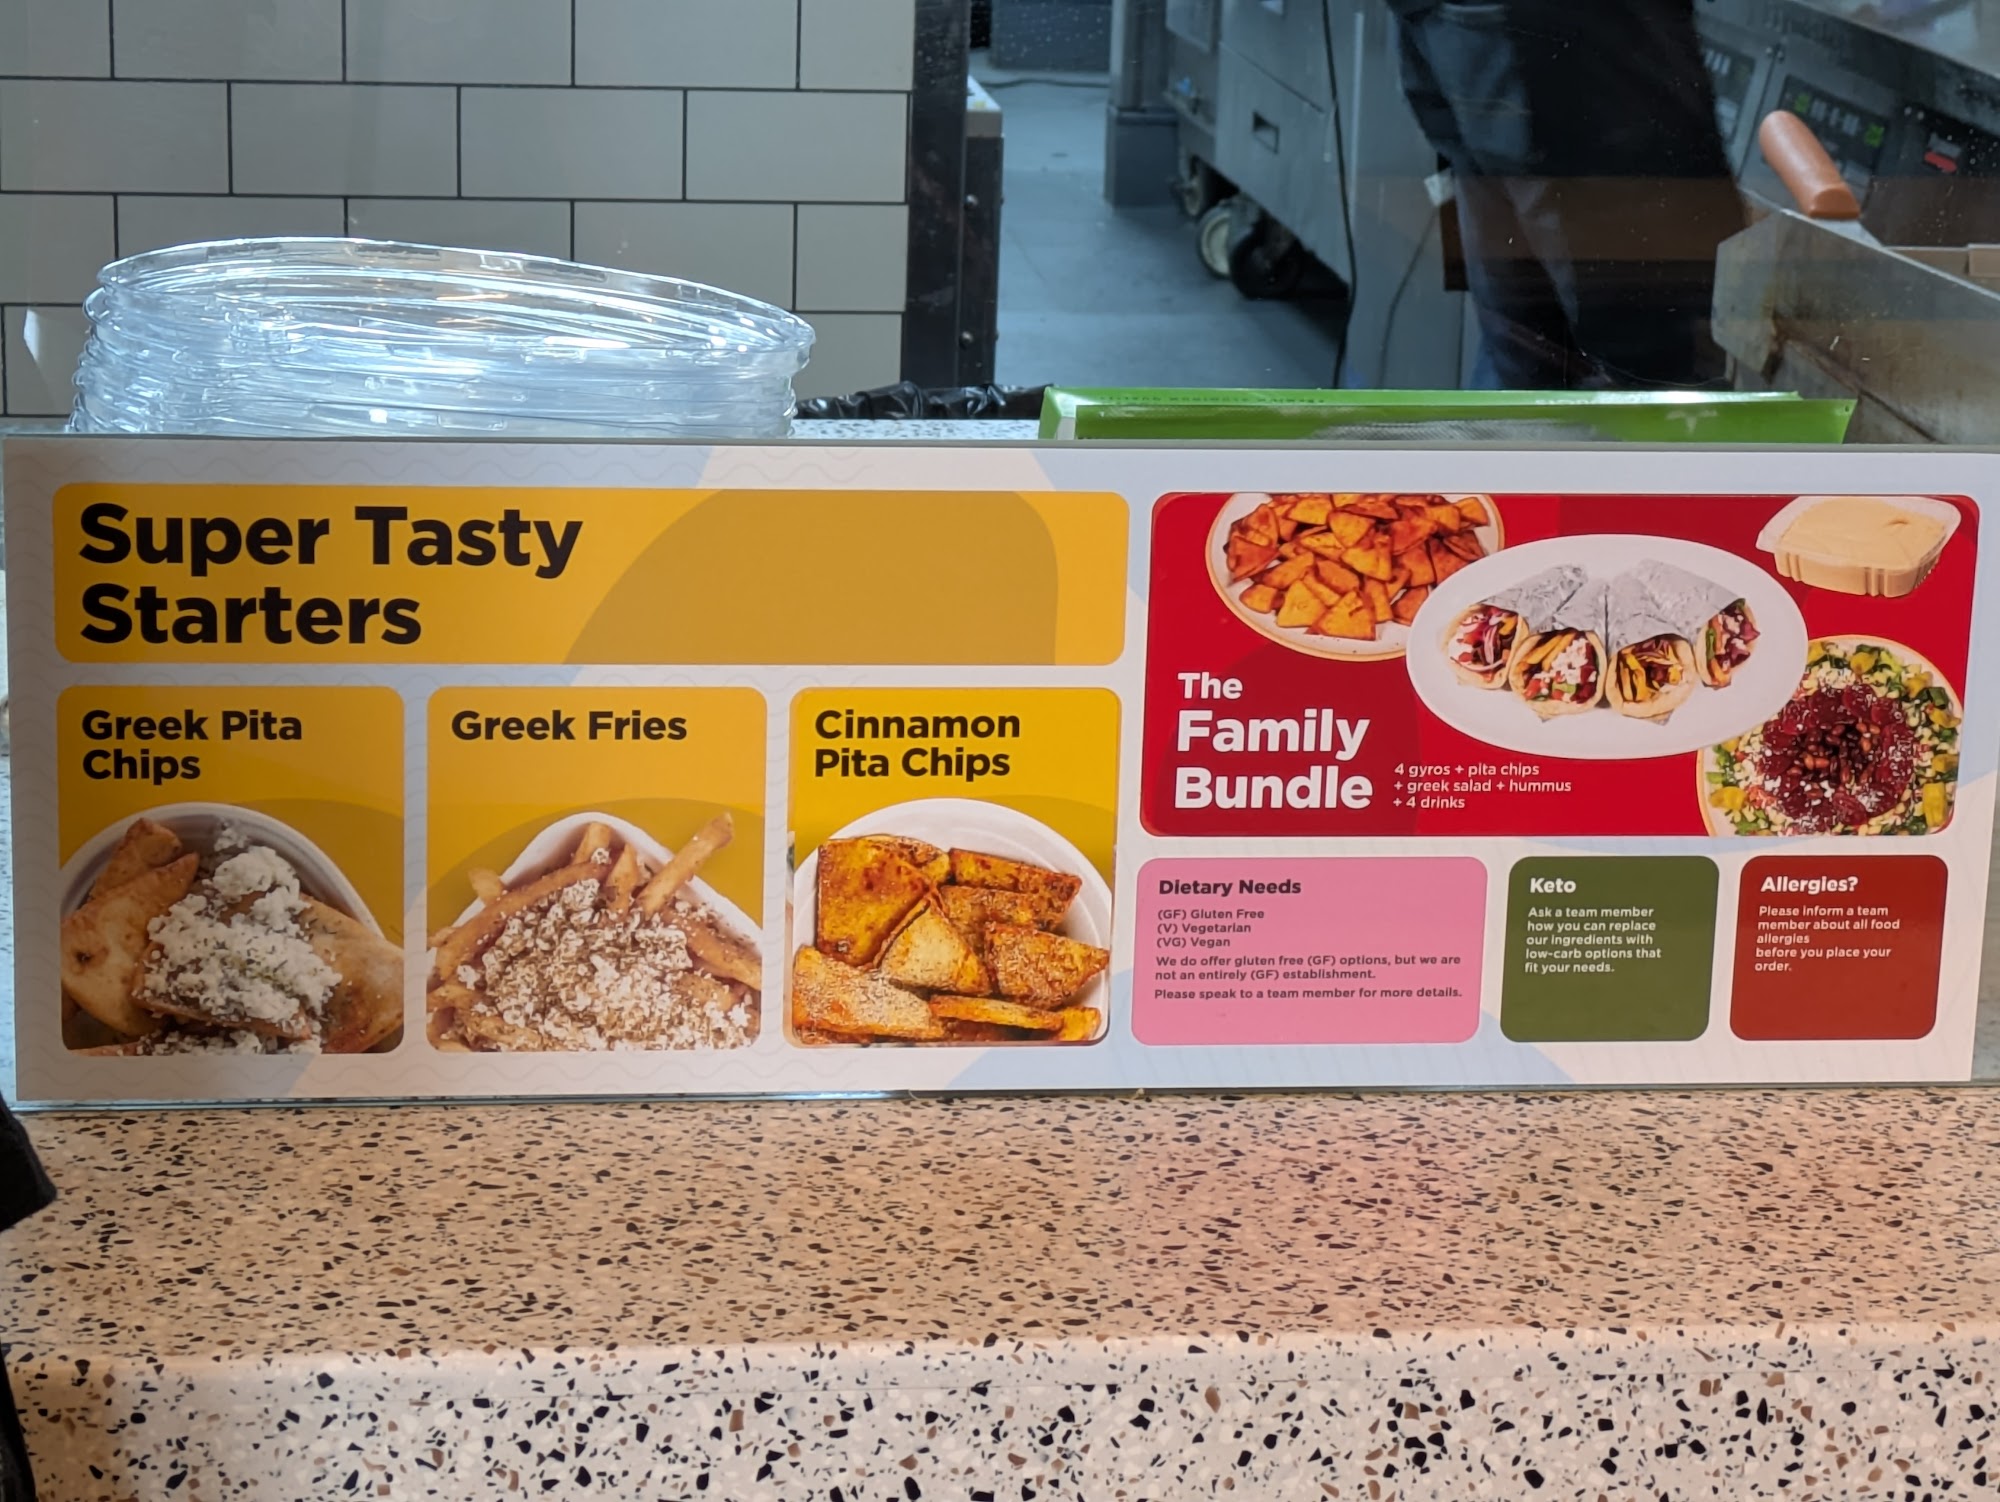 Super Tasty
Starters
Greek Pita
Chips
Greek Fries
Cinnamon
Pita Chips
The
Family
Bundle
4 gyros + pita chips
+ greek salad + hummus
+ 4 drinks
Dietary Needs
(GF) Gluten Free
(V) Vegetarian
(VG) Vegan
We do offer gluten free (GF) options, but we are
not an entirely (GF) establishment.
Please speak to a team member for more details.
Keto
Ask a team member
how you can replace
our ingredients with
low-carb options that
fit your needs.
Allergies?
Please inform a team
member about all food
allergies
before you place your
order.